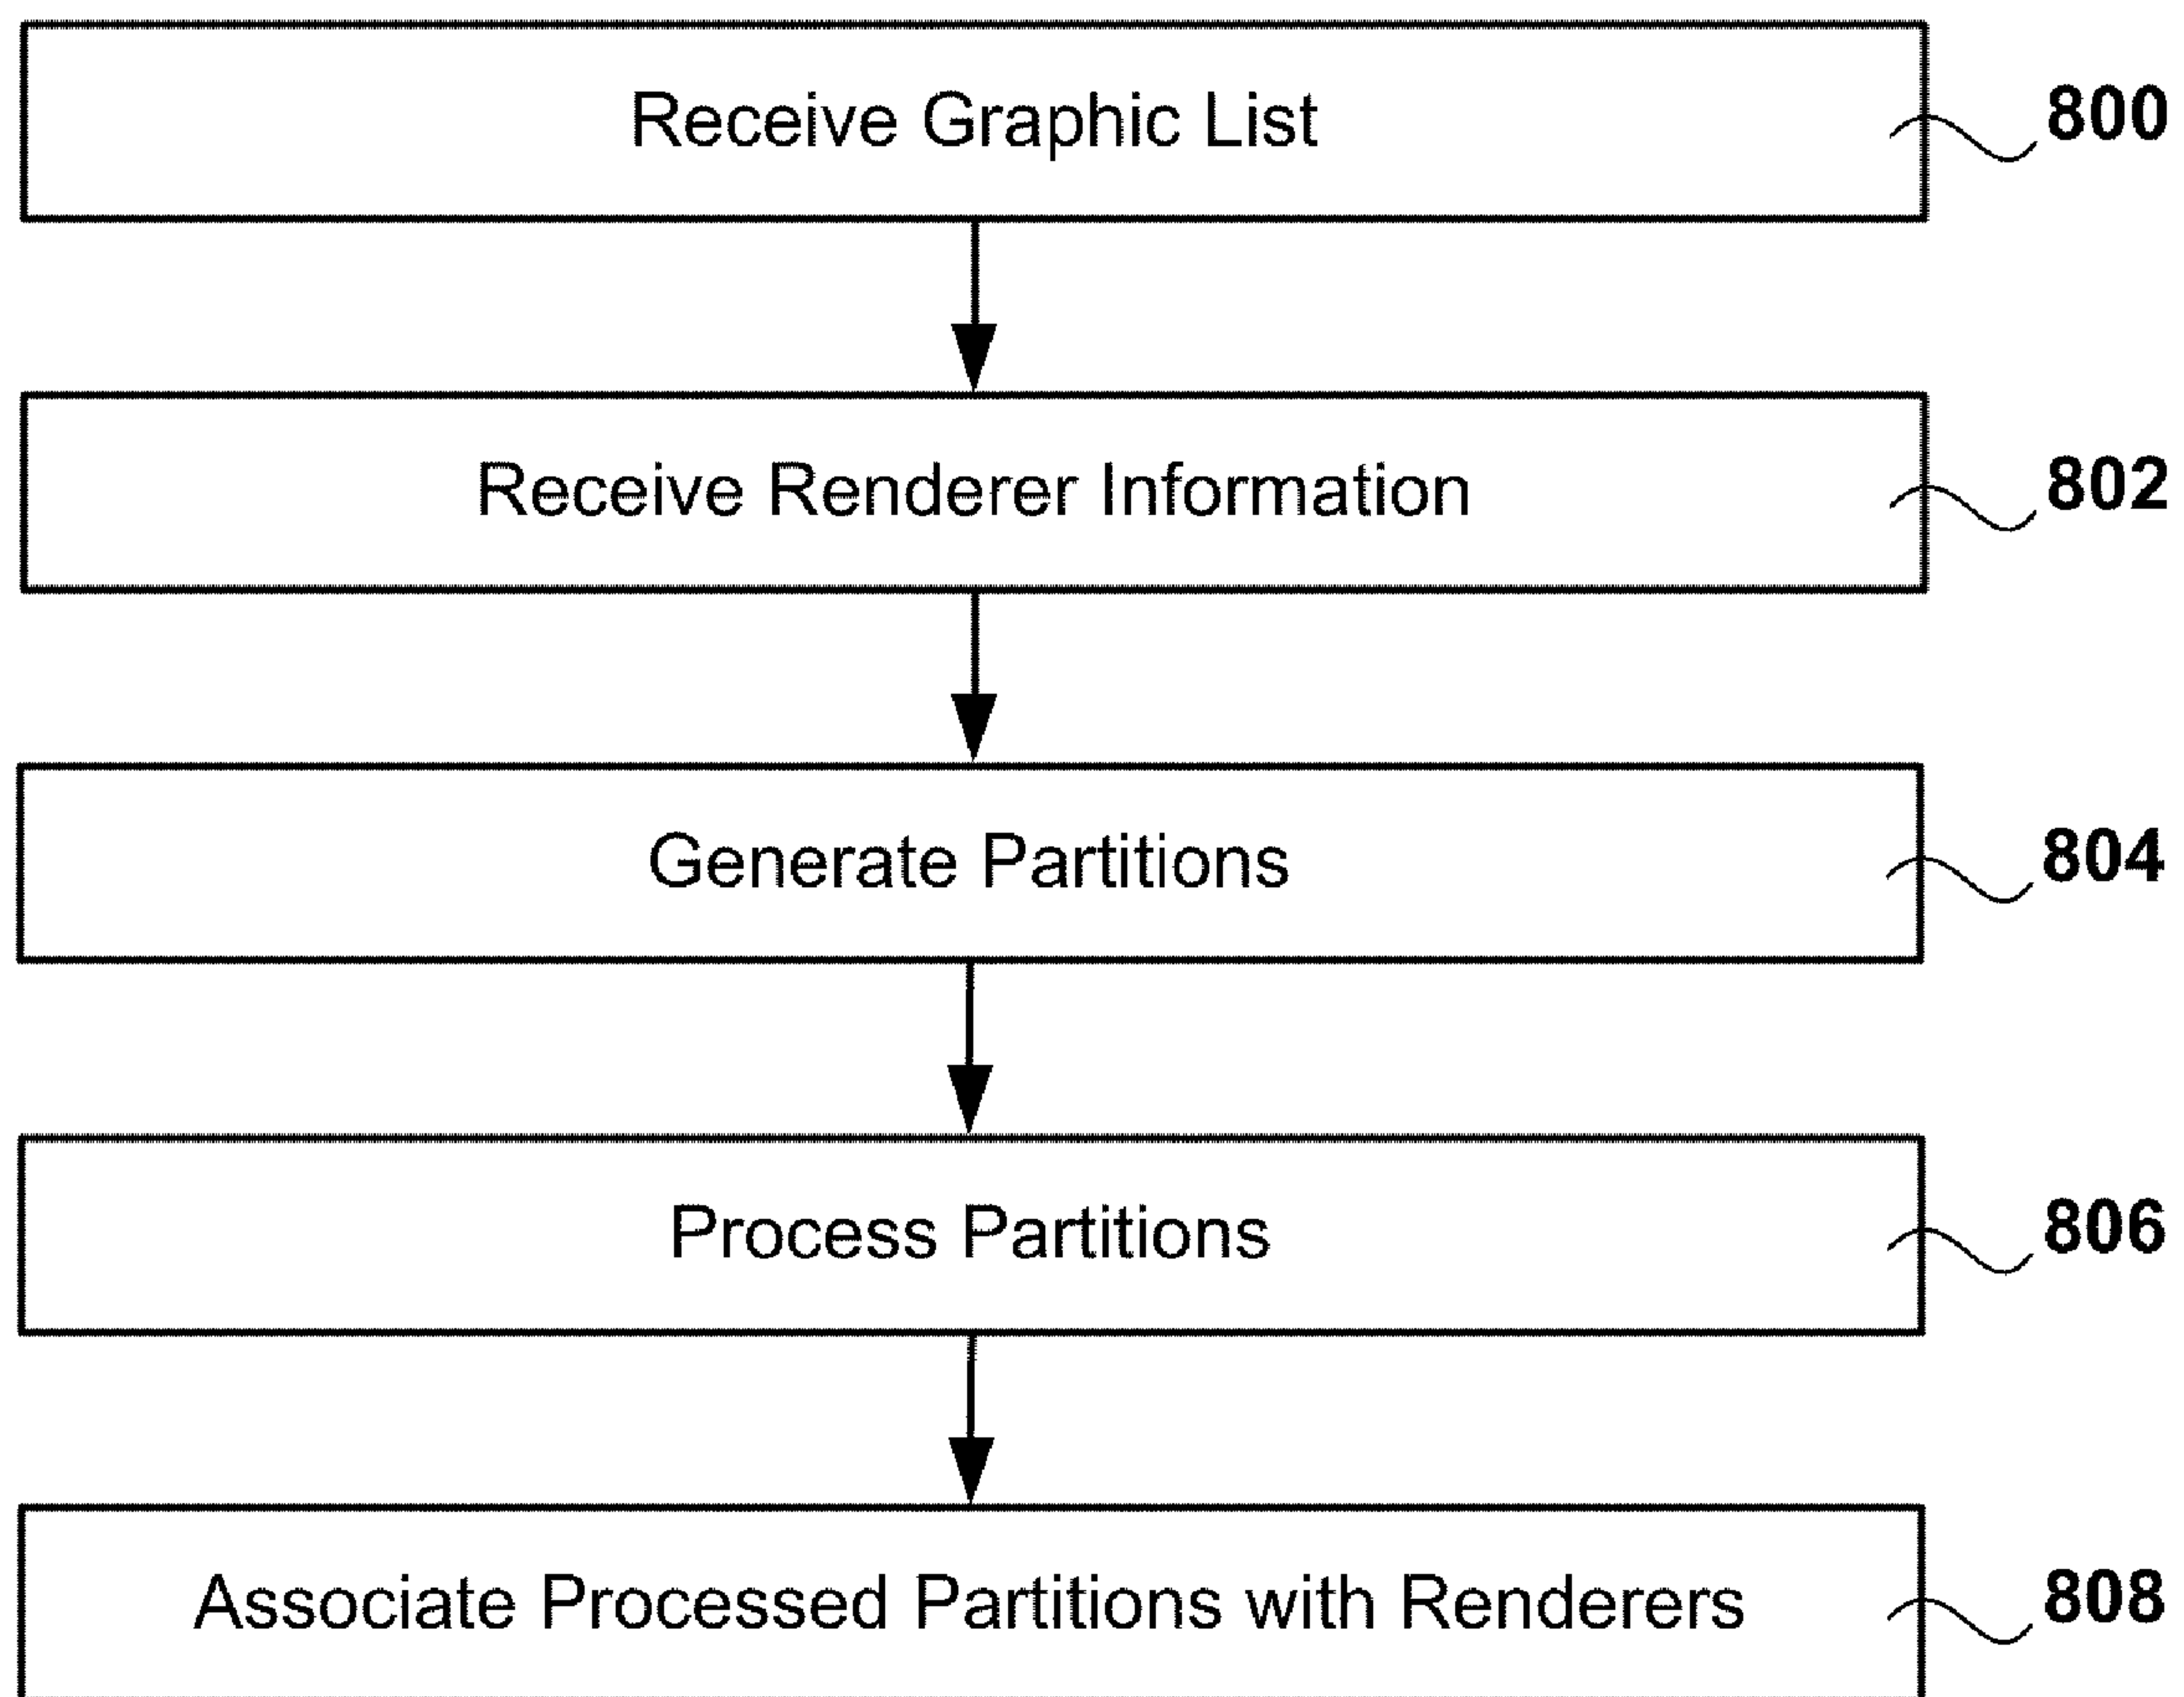 Receive Graphic List
800
Receive Renderer Information
802
Generate Partitions
804
Process Partitions
806
Associate Processed Partitions with Renderers
808